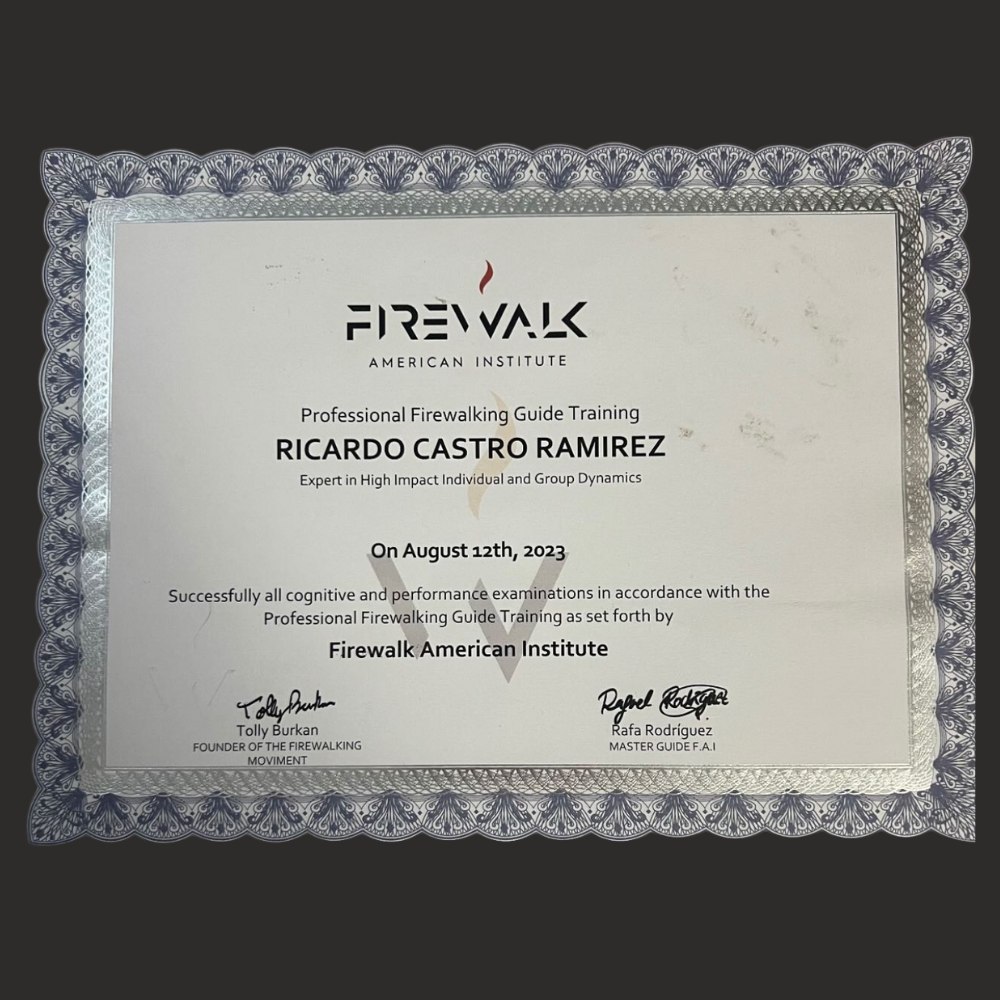 FIREWALK
AMERICAN INSTITUTE
Professional Firewalking Guide Training
RICARDO CASTRO RAMIREZ
Expert in High Impact Individual and Group Dynamics
On August 12th, 2023
Successfully all cognitive and performance examinations in accordance with the
Professional Firewalking Guide Training as set forth by
Firewalk American Institute
Tolly Burkan
Rafael Rodríguez
Tolly Burkan
Rafa Rodríguez
FOUNDER OF THE FIREWALKING
MOVIMENT
MASTER GUIDE F.A.I